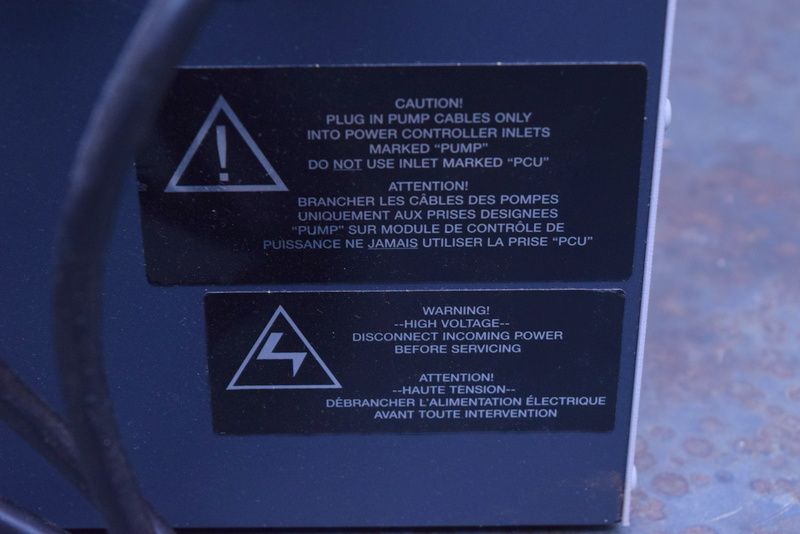 CAUTION!
PLUG IN PUMP CABLES ONLY
INTO POWER CONTROLLER INLETS
MARKED “PUMP”
DO NOT USE INLET MARKED “PCU”
ATTENTION!
BRANCHER LES CÂBLES DES POMPES
UNIQUEMENT AUX PRISES DESIGNEES
“PUMP” SUR MODULE DE CONTRÔLE DE
PUISSANCE NE JAMAIS UTILISER LA PRISE “PCU”
WARNING!
--HIGH VOLTAGE--
DISCONNECT INCOMING POWER
BEFORE SERVICING
ATTENTION!
--HAUTE TENSION--
DÉBRANCHER L'ALIMENTATION ÉLECTRIQUE
AVANT TOUTE INTERVENTION